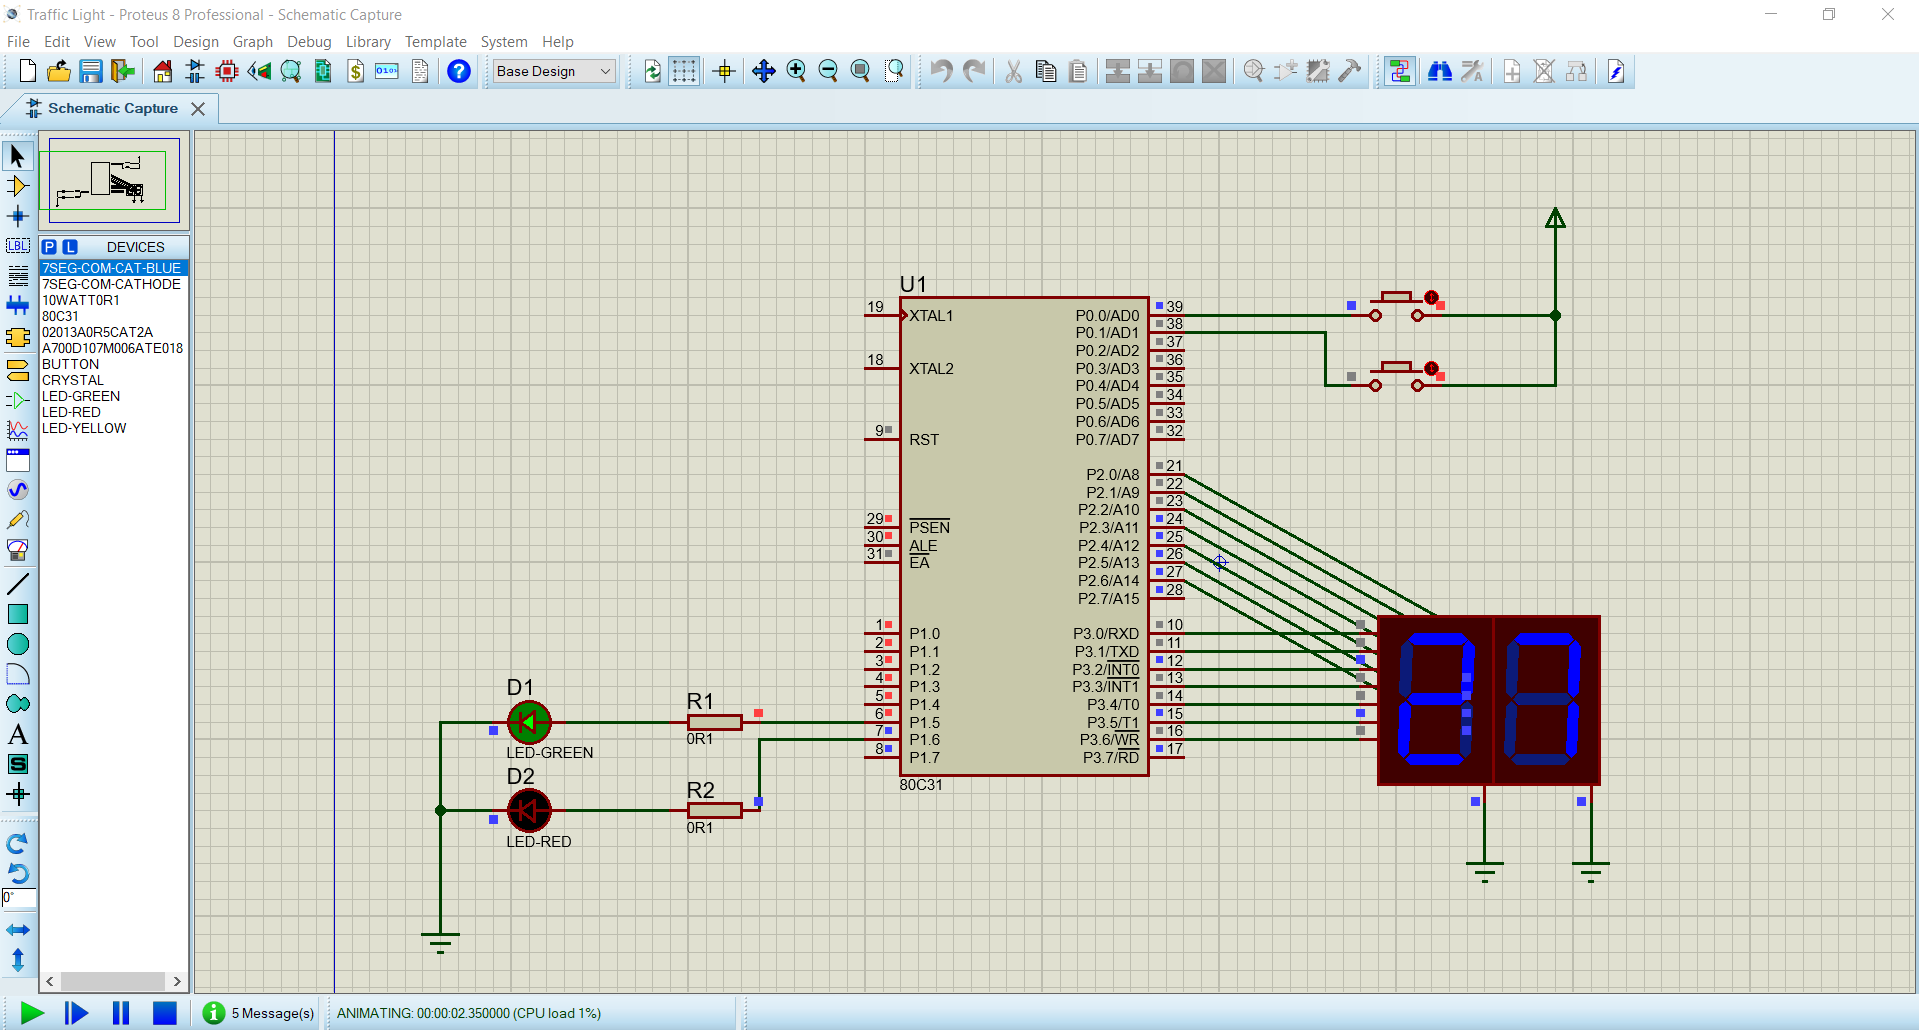 Traffic Light - Proteus 8 Professional - Schematic Capture
File Edit View Tool Design Graph Debug Library Template System Help
Base Design
Schematic Capture
P L DEVICES
7SEG-COM-CAT-BLUE
7SEG-COM-CATHODE
10WATT0R1
80C31
02013A0R5CAT2A
A700D107M006ATE018
BUTTON
CRYSTAL
LED-GREEN
LED-RED
LED-YELLOW
LBL
A
S
0°
U1
19 XTAL1
18 XTAL2
9 RST
29 PSEN
30 ALE
31 EA
1 P1.0
2 P1.1
3 P1.2
4 P1.3
5 P1.4
6 P1.5
7 P1.6
8 P1.7
P0.0/AD0 39
P0.1/AD1 38
P0.2/AD2 37
P0.3/AD3 36
P0.4/AD4 35
P0.5/AD5 34
P0.6/AD6 33
P0.7/AD7 32
P2.0/A8 21
P2.1/A9 22
P2.2/A10 23
P2.3/A11 24
P2.4/A12 25
P2.5/A13 26
P2.6/A14 27
P2.7/A15 28
P3.0/RXD 10
P3.1/TXD 11
P3.2/INT0 12
P3.3/INT1 13
P3.4/T0 14
P3.5/T1 15
P3.6/WR 16
P3.7/RD 17
80C31
D1
LED-GREEN
R1
0R1
D2
LED-RED
R2
0R1
5 Message(s)
ANIMATING: 00:00:02.350000 (CPU load 1%)